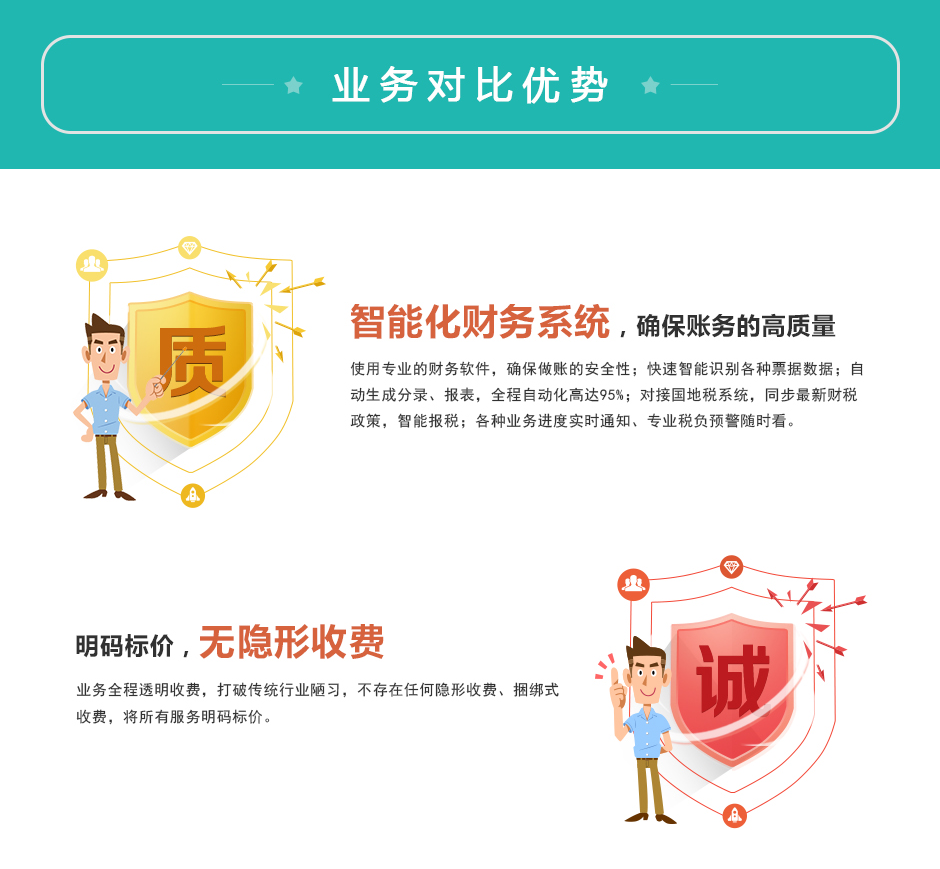 业务对比优势
质
智能化财务系统，确保账务的高质量
使用专业的财务软件，确保做账的安全性；快速智能识别各种票据数据；自
动生成分录、报表，全程自动化高达95%；对接国地税系统，同步最新财税
政策，智能报税；各种业务进度实时通知、专业税负预警随时看。
明码标价，无隐形收费
业务全程透明收费，打破传统行业陋习，不存在任何隐形收费、捆绑式
收费，将所有服务明码标价。
诚